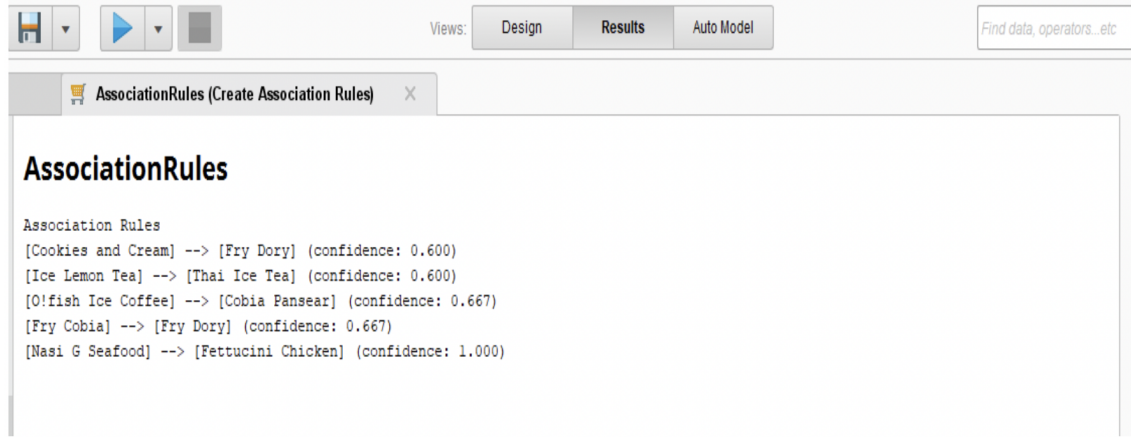 Views: Design Results Auto Model Find data, operators...etc
AssociationRules (Create Association Rules) X
AssociationRules
Association Rules
[Cookies and Cream] --> [Fry Dory] (confidence: 0.600)
[Ice Lemon Tea] --> [Thai Ice Tea] (confidence: 0.600)
[O!fish Ice Coffee] --> [Cobia Pansear] (confidence: 0.667)
[Fry Cobia] --> [Fry Dory] (confidence: 0.667)
[Nasi G Seafood] --> [Fettucini Chicken] (confidence: 1.000)